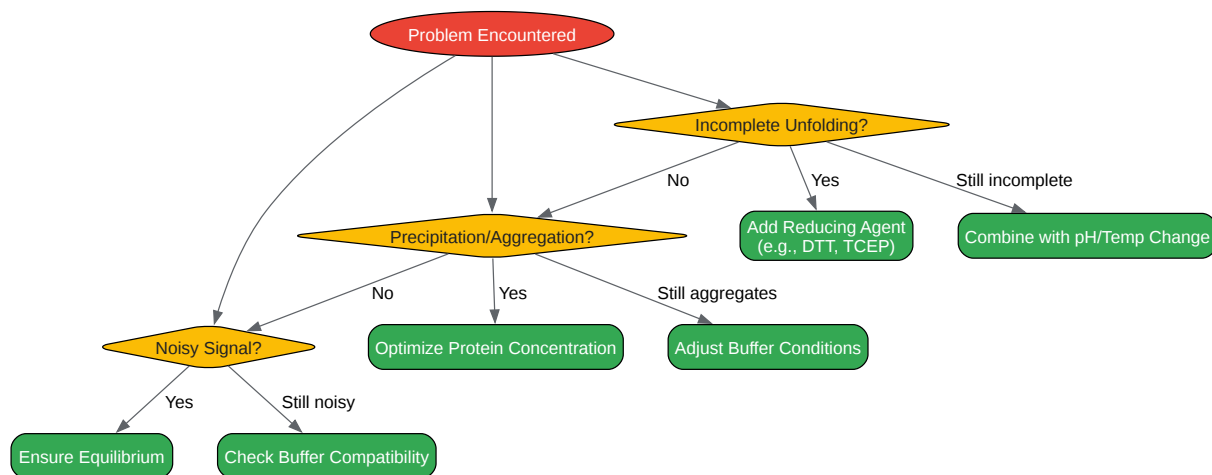 Problem Encountered
Incomplete Unfolding?
No
Yes
Still incomplete
Add Reducing Agent
(e.g., DTT, TCEP)
Combine with pH/Temp Change
Precipitation/Aggregation?
No
Yes
Still aggregates
Optimize Protein Concentration
Adjust Buffer Conditions
Noisy Signal?
Yes
Still noisy
Ensure Equilibrium
Check Buffer Compatibility